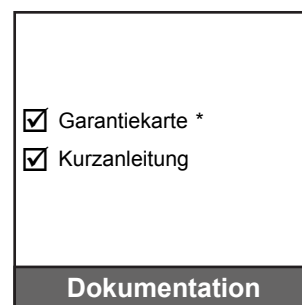 ☑ Garantiekarte *
☑ Kurzanleitung
Dokumentation